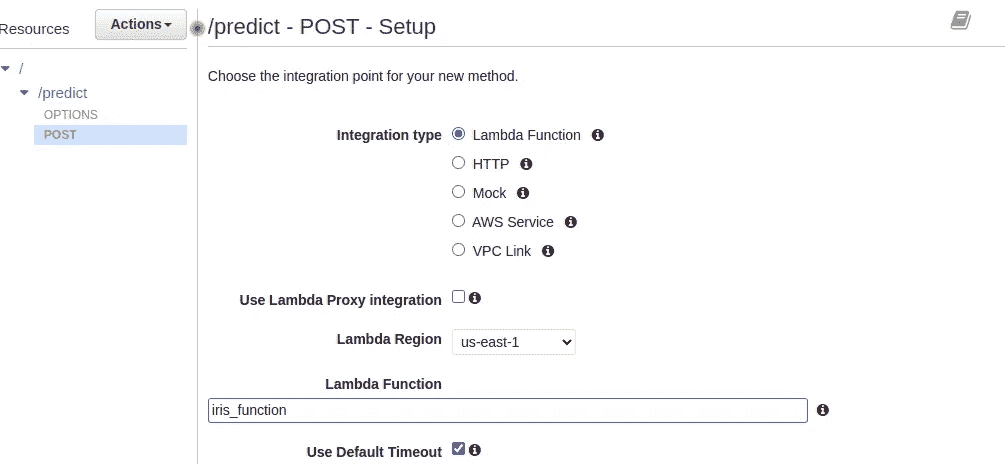 Resources
Actions
/predict - POST - Setup
/
/predict
OPTIONS
POST
Choose the integration point for your new method.
Integration type
Lambda Function
HTTP
Mock
AWS Service
VPC Link
Use Lambda Proxy integration
Lambda Region
us-east-1
Lambda Function
iris_function
Use Default Timeout